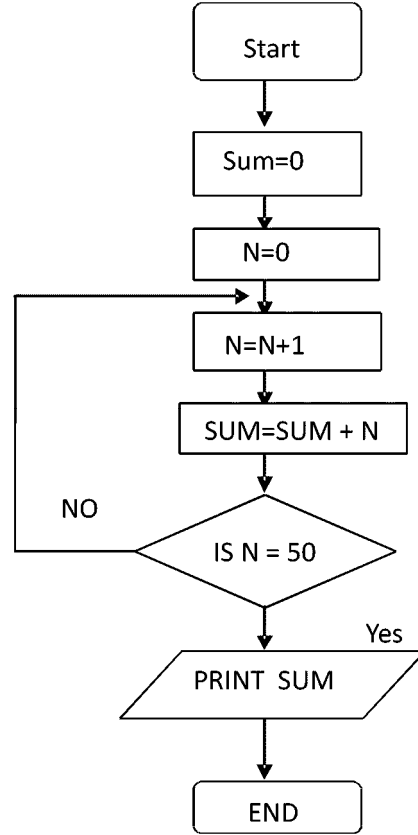 Start
Sum=0
N=0
N=N+1
SUM=SUM + N
NO
IS N = 50
Yes
PRINT SUM
END